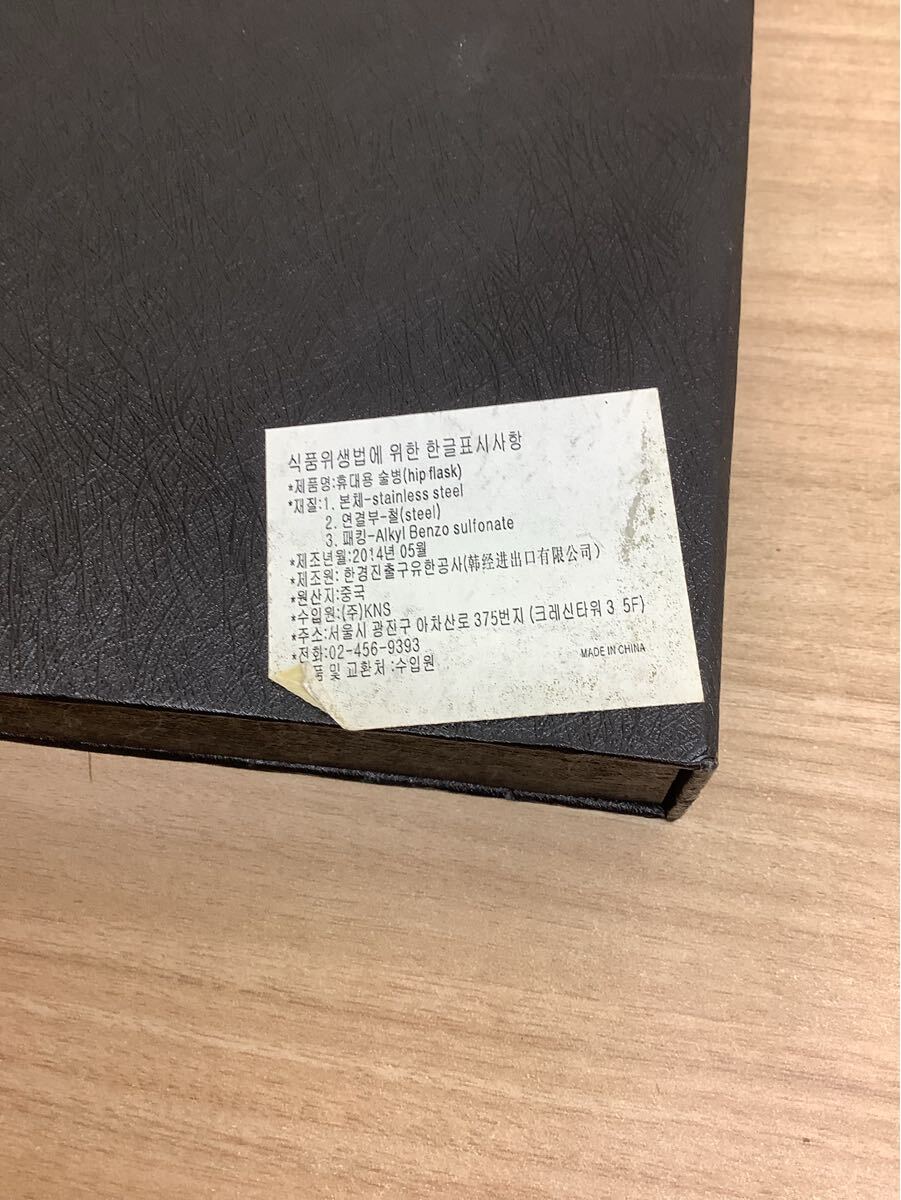 식품위생법에 위한 한글표시사항
*제품명:휴대용 술병(hip flask)
*재질:1. 본체-stainless steel
2. 연결부-철(steel)
3. 패킹-Alkyl Benzo sulfonate
*제조년월:2014년 05월
*제조원: 한경진출구유한공사(韩经进出口有限公司)
*원산지:중국
*수입원:(주)KNS
*주소:서울시 광진구 아차산로 375번지 (크레신타워 3 5F)
*전화:02-456-9393
품및 교환처 :수입원
MADE IN CHINA